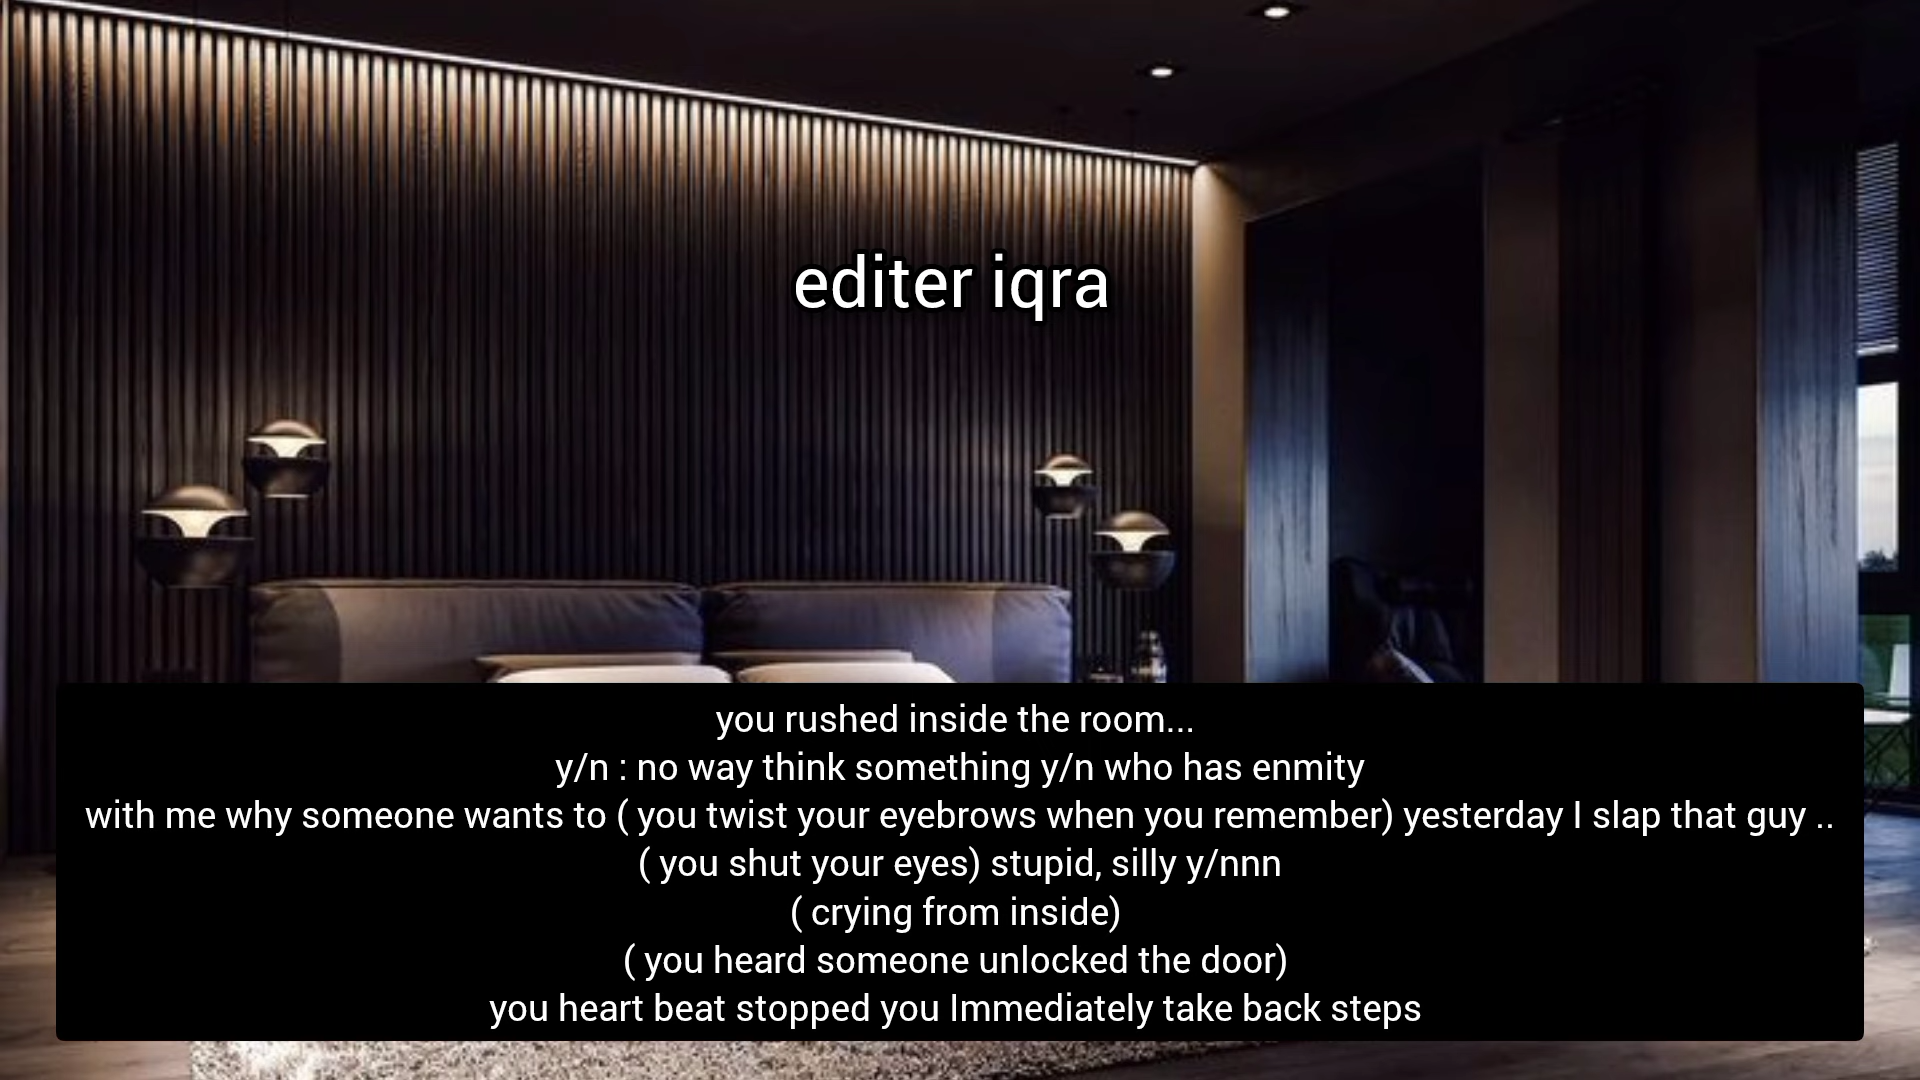 editer iqra
you rushed inside the room...
y/n : no way think something y/n who has enmity
with me why someone wants to ( you twist your eyebrows when you remember) yesterday I slap that guy ..
( you shut your eyes) stupid, silly y/nnn
( crying from inside)
( you heard someone unlocked the door)
you heart beat stopped you Immediately take back steps